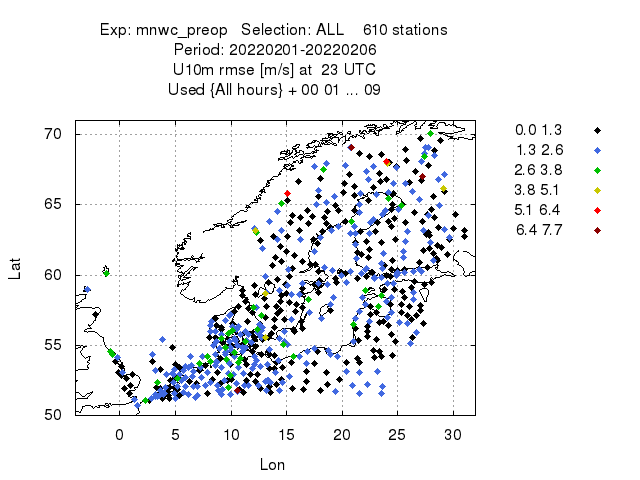 Exp: mnwc_preop   Selection: ALL    610 stations
Period: 20220201-20220206
U10m rmse [m/s] at  23 UTC
Used {All hours} + 00 01 ... 09
70
65
60
55
50
0 5 10 15 20 25 30
Lat
Lon
0.0 1.3
1.3 2.6
2.6 3.8
3.8 5.1
5.1 6.4
6.4 7.7